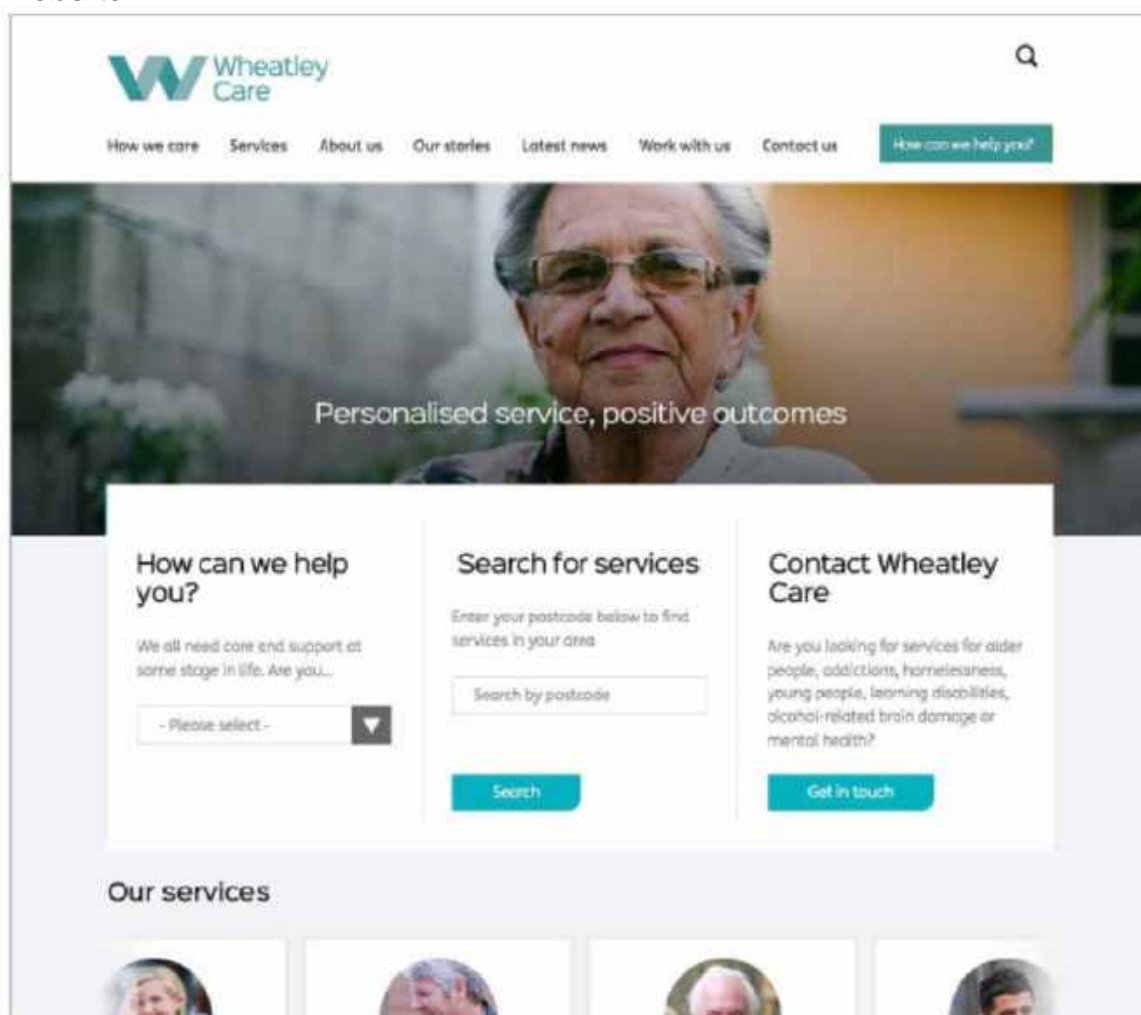 Wheatley
Care
How we care Services About us Our stories Latest news Work with us Contact us How can we help you?
Personalised service, positive outcomes
How can we help
you?
We all need care and support at
some stage in life. Are you...
- Please select -
Search for services
Enter your postcode below to find
services in your area
Search by postcode
Search
Contact Wheatley
Care
Are you looking for services for older
people, addictions, homelessness,
young people, learning disabilities,
alcohol-related brain damage or
mental health?
Get in touch
Our services